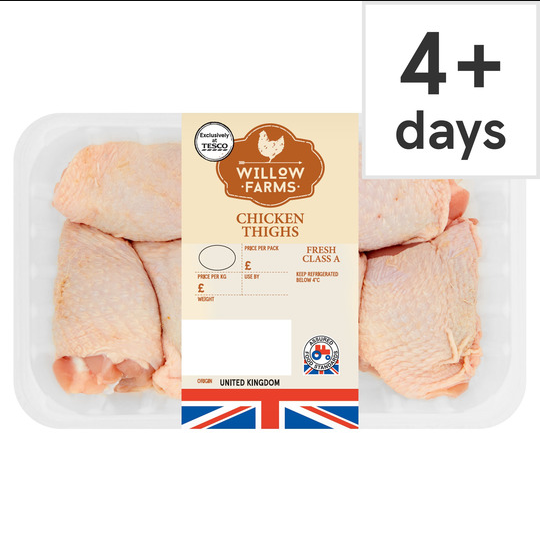 4+
days
Exclusively
at
TESCO
WILLOW
FARMS
CHICKEN
THIGHS
PRICE PER PACK
£
FRESH
CLASS A
PRICE PER KG
£
USE BY
KEEP REFRIGERATED
BELOW 4°C
WEIGHT
ASSURED
FOOD STANDARDS
ORIGIN UNITED KINGDOM